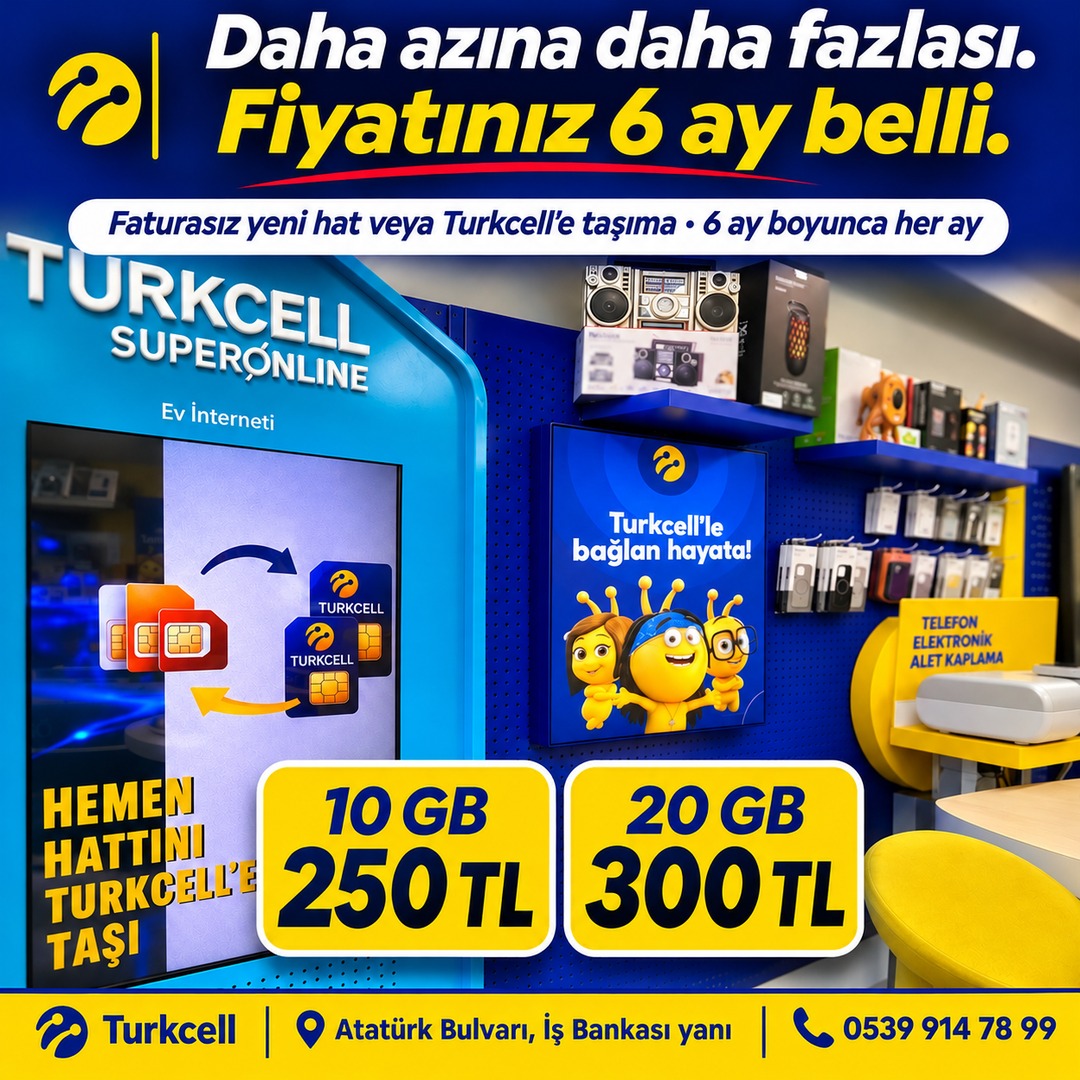 Daha azına daha fazlası.
Fiyatınız 6 ay belli.
Faturasız yeni hat veya Turkcell'e taşıma • 6 ay boyunca her ay
TURKCELL
SUPERONLINE
Ev İnterneti
TURKCELL
TURKCELL
HEMEN
HATTINI
TURKCELL'E
TAŞI
Turkcell'le
bağlan hayata!
TELEFON
ELEKTRONİK
ALET KAPLAMA
10 GB
250 TL
20 GB
300 TL
Turkcell
Atatürk Bulvarı, İş Bankası yanı
0539 914 78 99